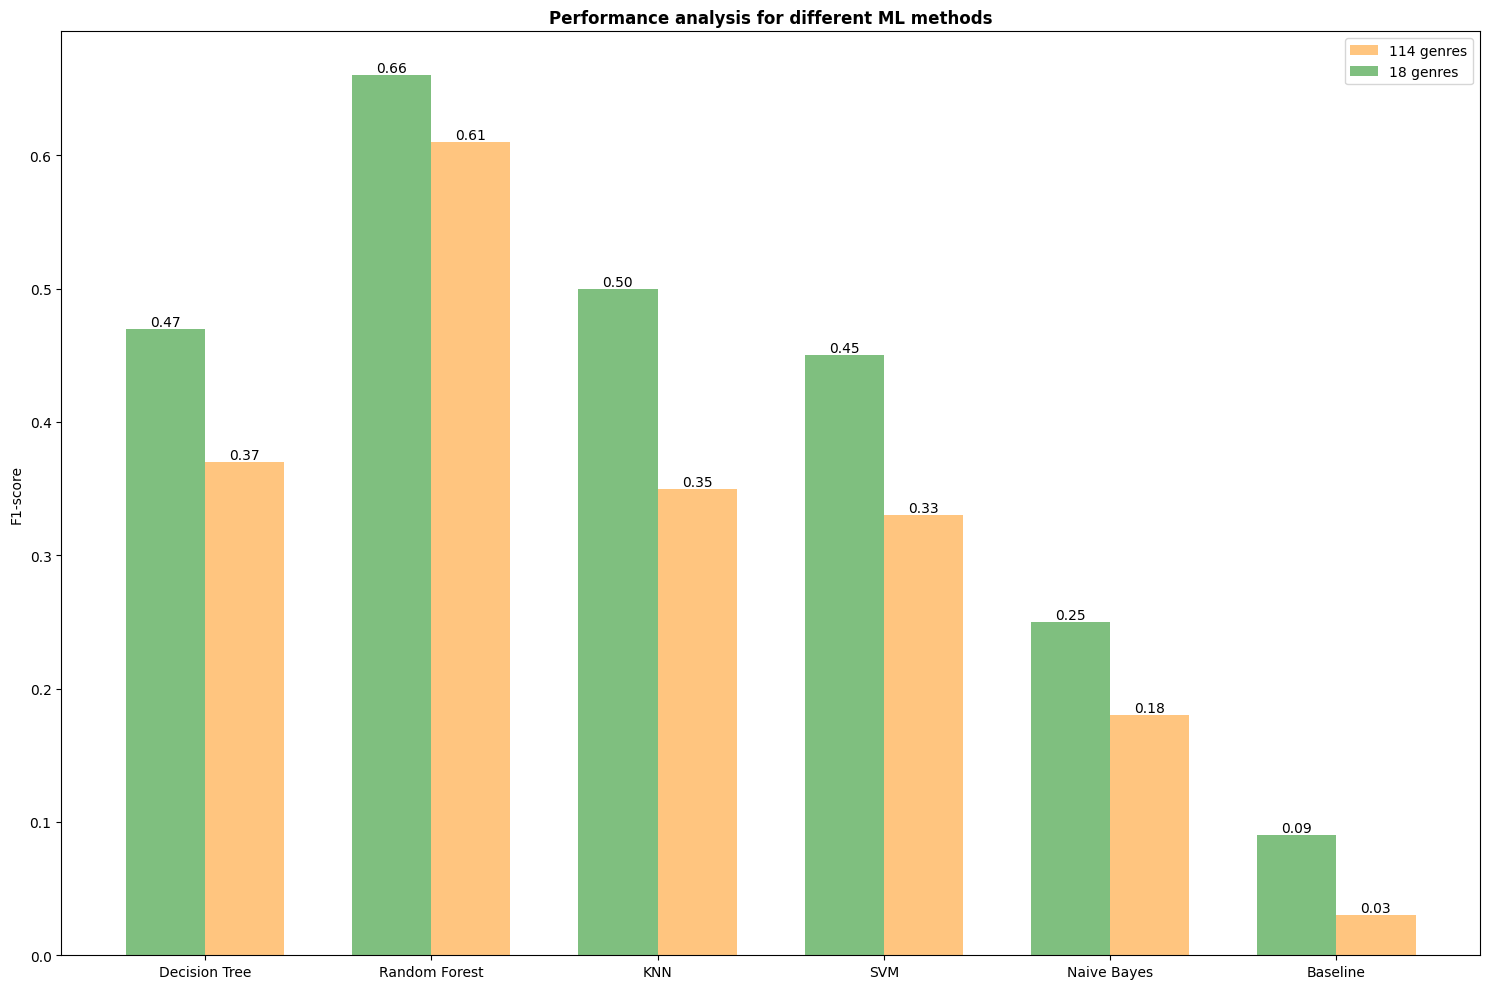 Performance analysis for different ML methods
114 genres
18 genres
F1-score
0.6
0.5
0.4
0.3
0.2
0.1
0.0
0.47
0.37
0.66
0.61
0.50
0.35
0.45
0.33
0.25
0.18
0.09
0.03
Decision Tree
Random Forest
KNN
SVM
Naive Bayes
Baseline